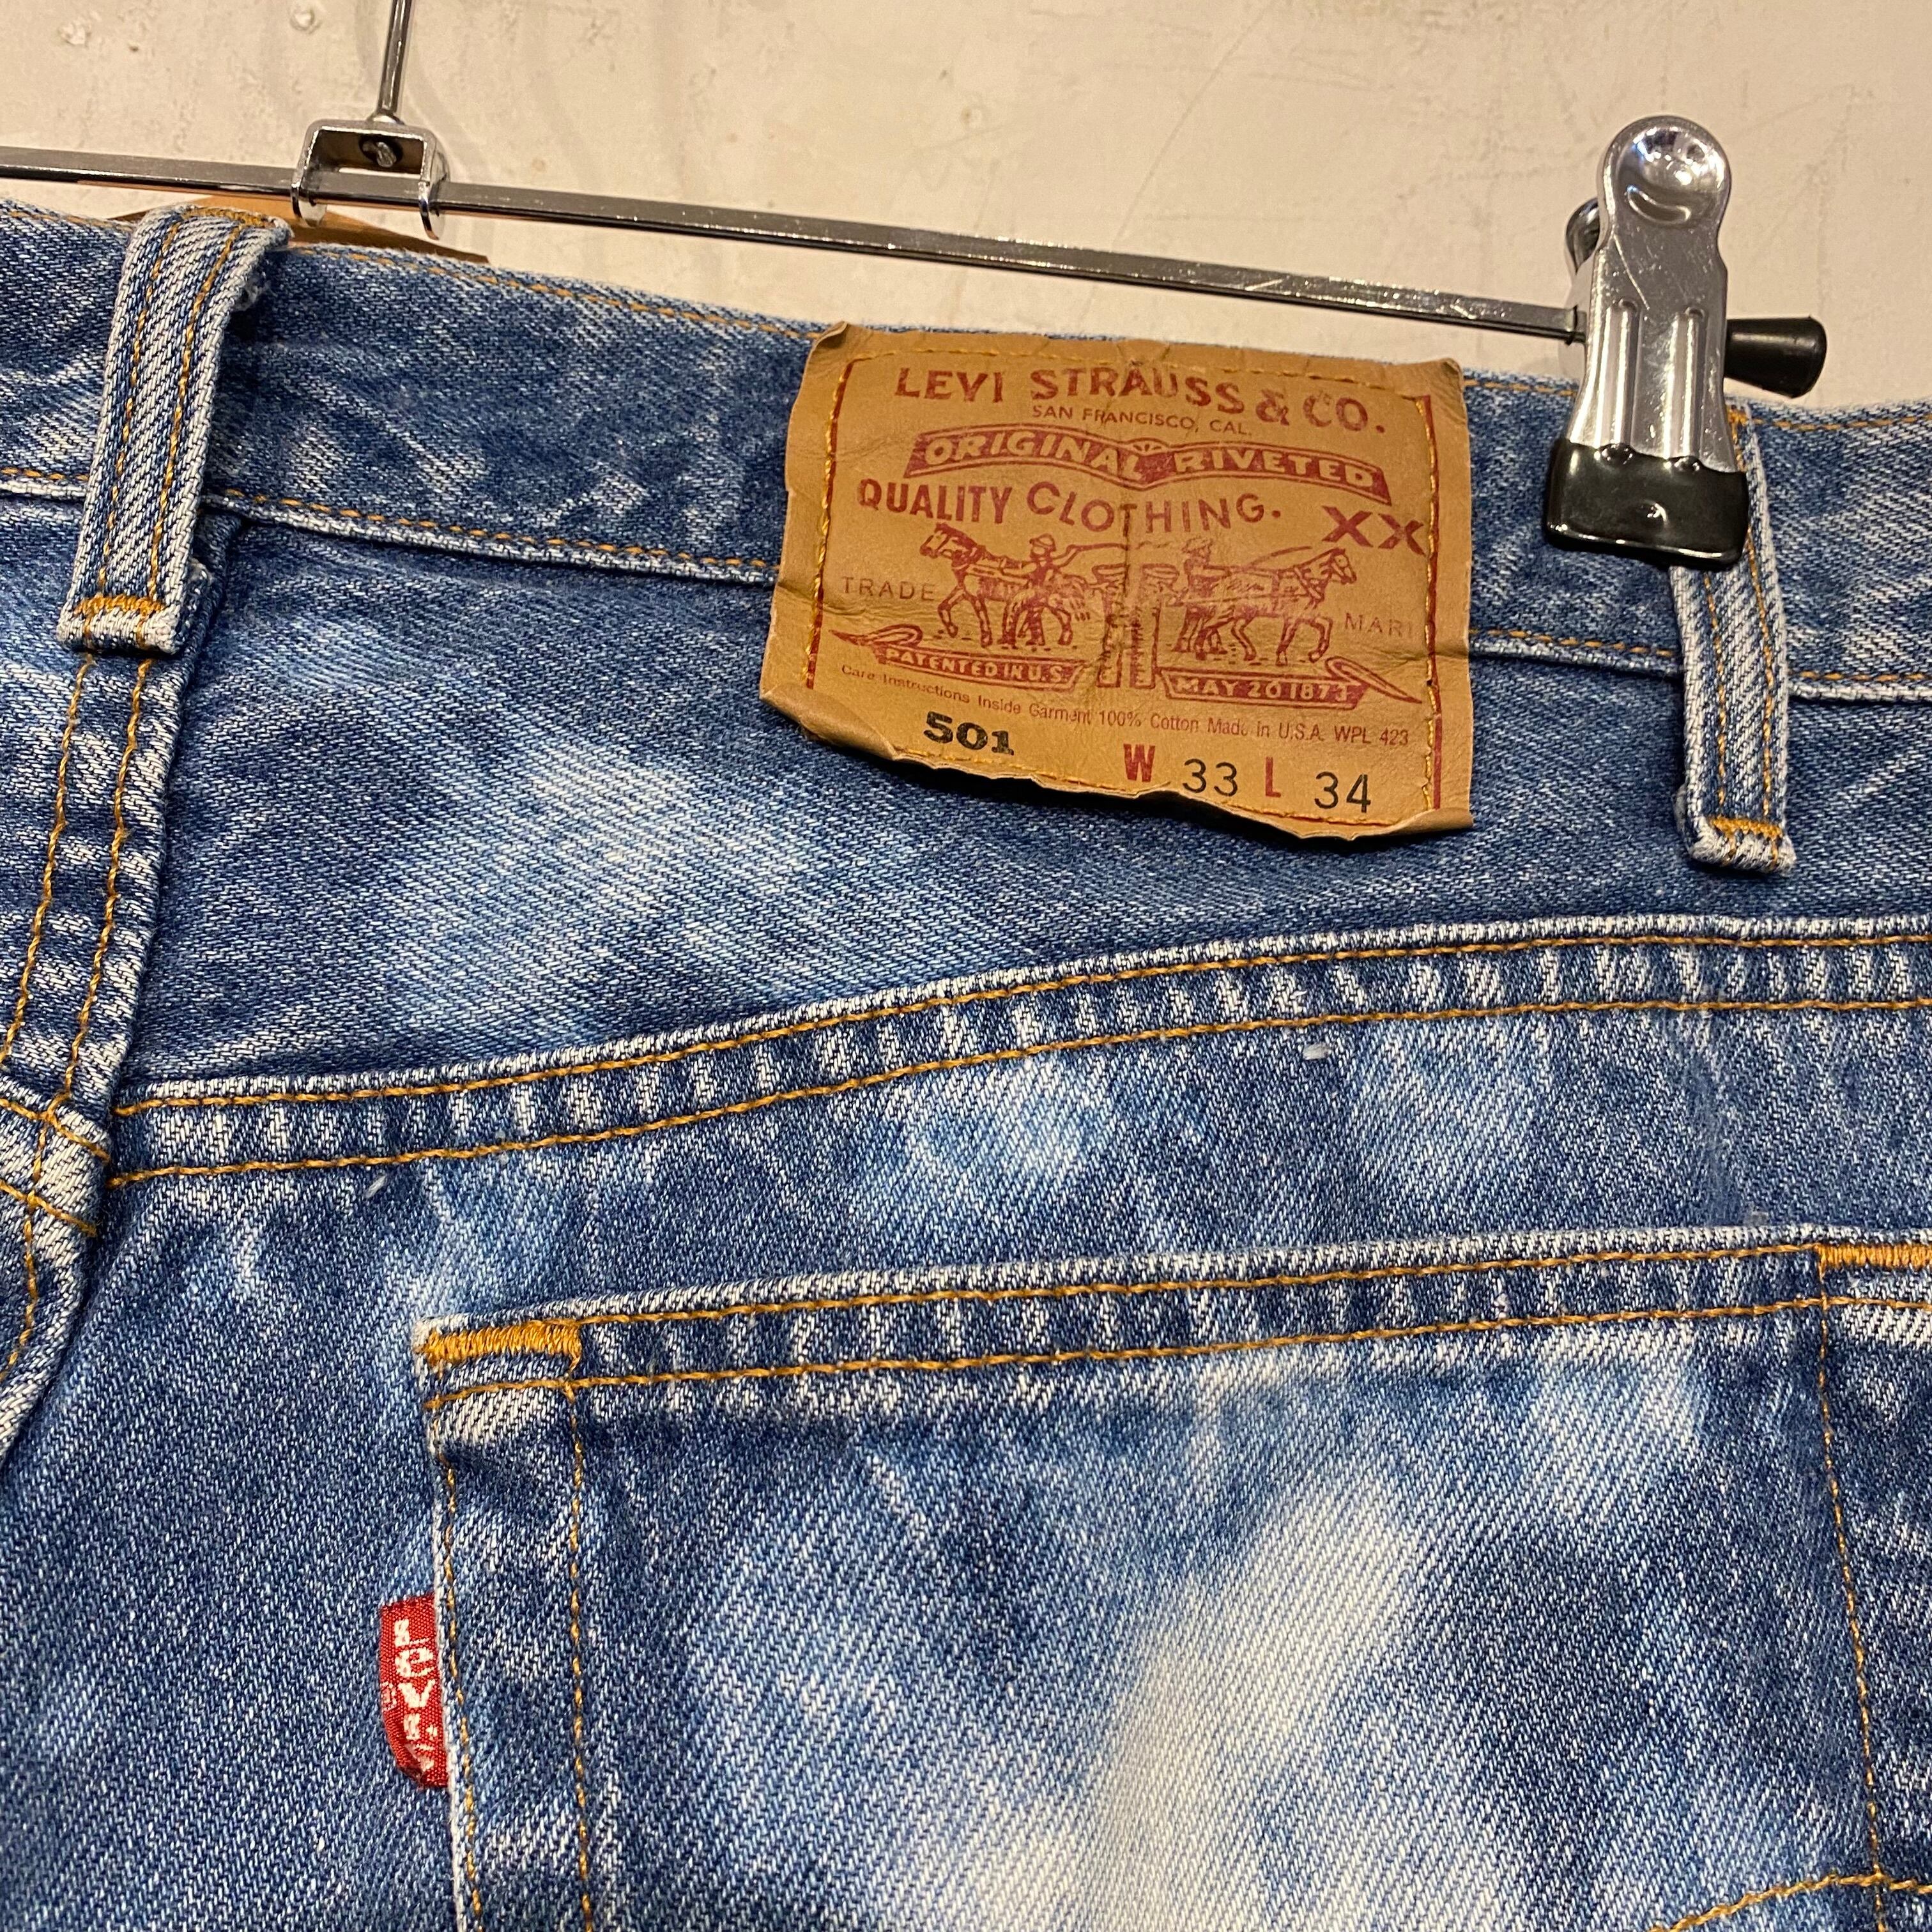 LEVI STRAUSS & CO.
SAN FRANCISCO, CAL.
ORIGINAL RIVETED
QUALITY CLOTHING.
XX
TRADE MARK
PATENTED IN U.S. MAY 20 1873
Care Instructions Inside Garment 100% Cotton Made in U.S.A. WPL 423
501 W 33 L 34
LEVI'S